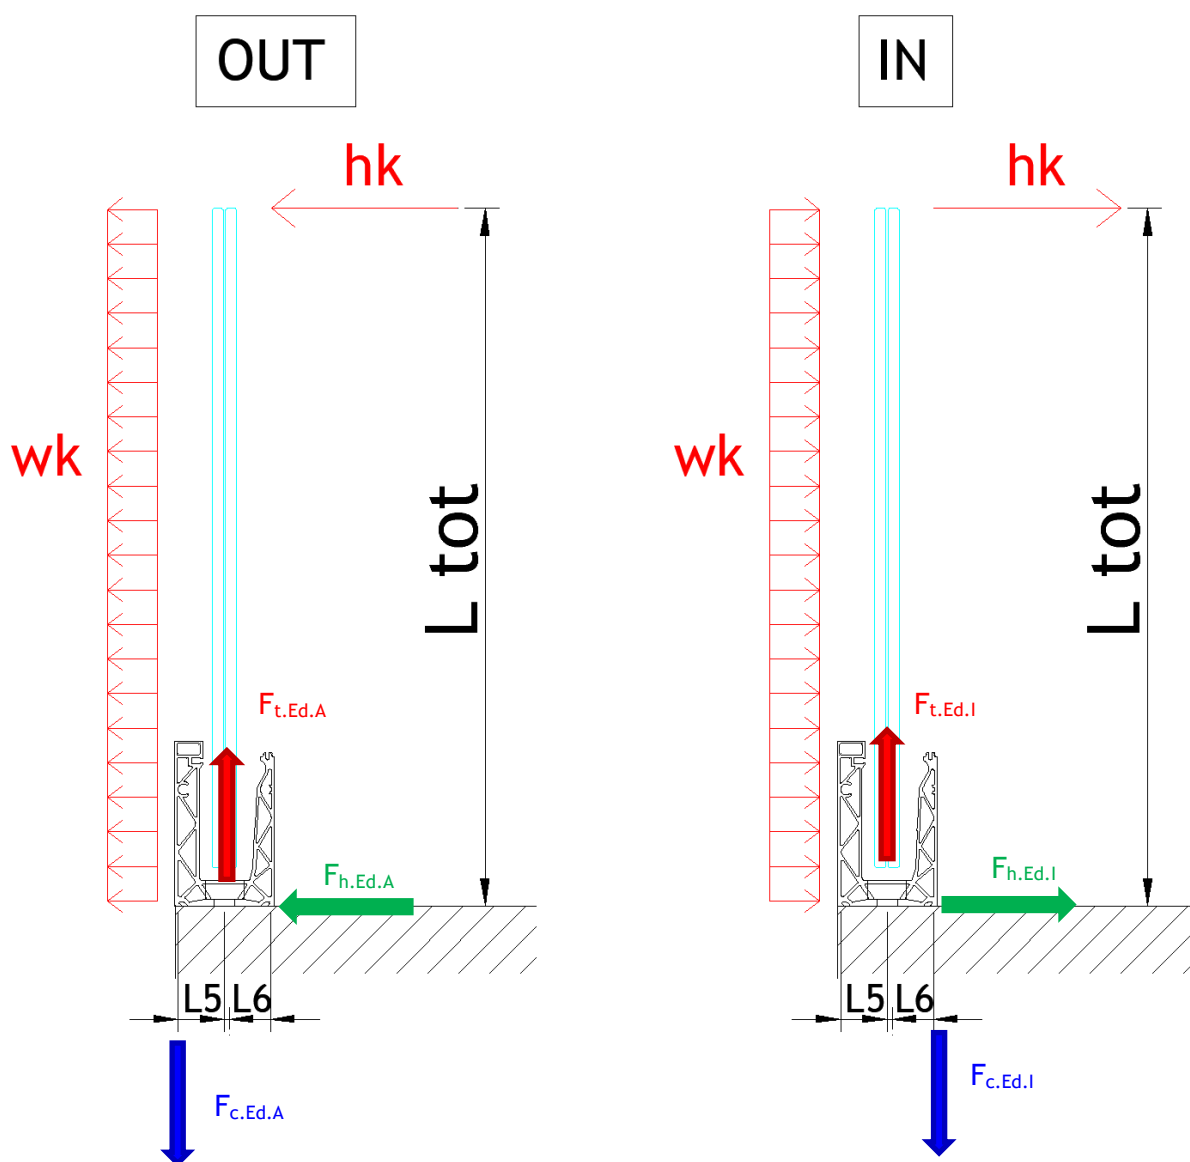 OUT
IN
hk
hk
wk
wk
L tot
L tot
Ft.Ed.A
Ft.Ed.I
Fh.Ed.A
Fh.Ed.I
L5 L6
L5 L6
Fc.Ed.A
Fc.Ed.I